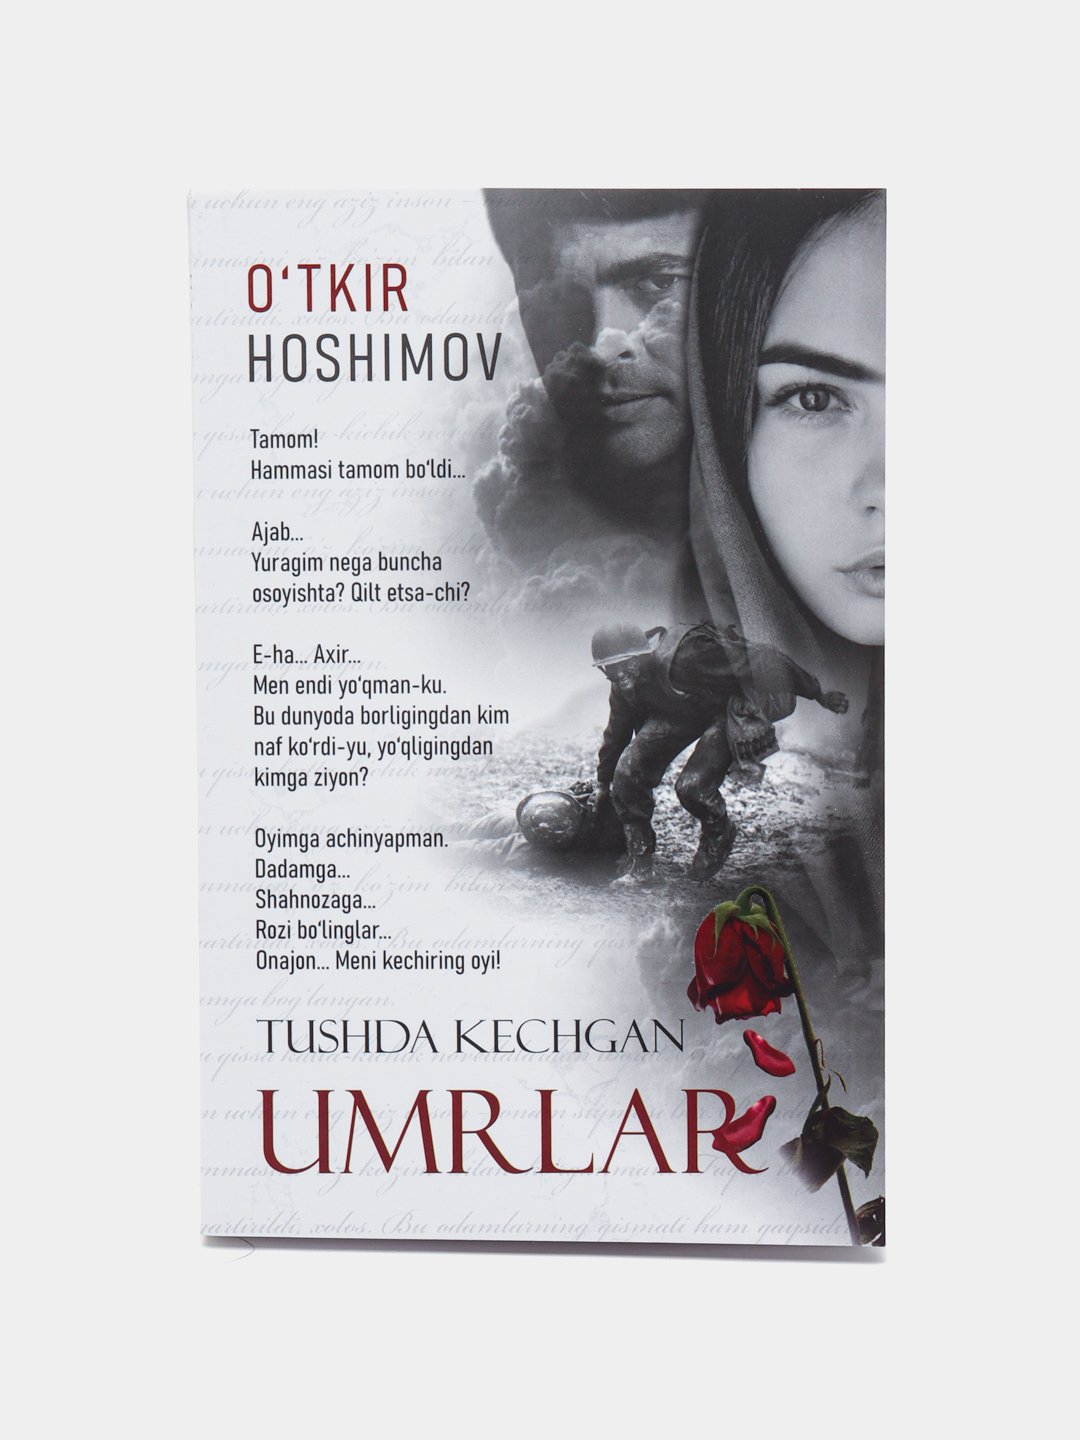 O‘TKIR
HOSHIMOV
Tamom!
Hammasi tamom bo‘ldi...
Ajab...
Yuragim nega buncha
osoyishta? Qilt etsa-chi?
E-ha... Axir...
Men endi yo‘qman-ku.
Bu dunyoda borligingdan kim
naf ko‘rdi-yu, yo‘qligingdan
kimga ziyon?
Oyimga achinyapman.
Dadamga...
Shahnozaga...
Rozi bo‘linglar...
Onajon... Meni kechiring oyi!
TUSHDA KECHGAN
UMRLAR